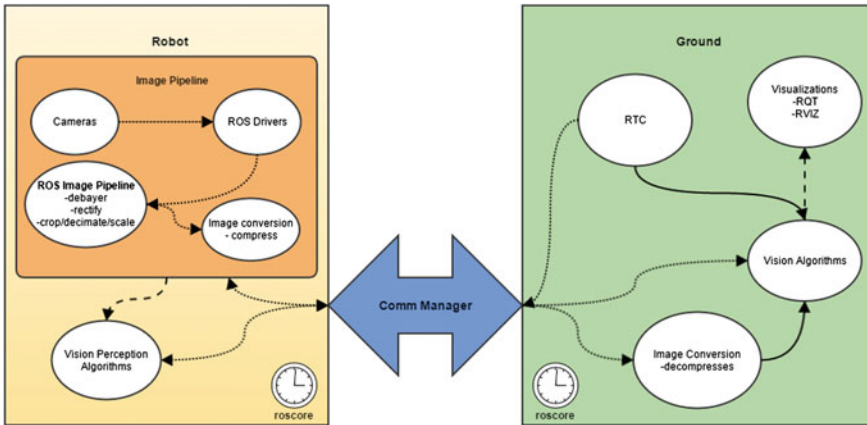 Robot
Image Pipeline
Cameras
ROS Drivers
ROS Image Pipeline
-debayer
-rectify
-crop/decimate/scale
Image conversion
- compress
Vision Perception
Algorithms
roscore
Comm Manager
Ground
RTC
Visualizations
-RQT
-RVIZ
Vision Algorithms
Image Conversion
-decompresses
roscore